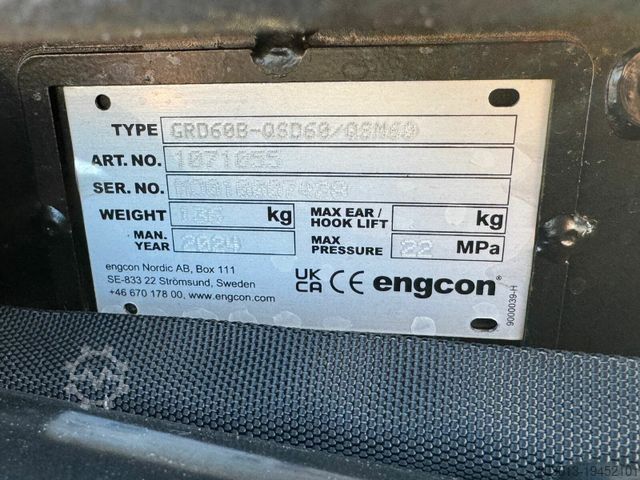 TYPE GRD60B-QSD60/QSM60
ART. NO. 1071055
SER. NO.
WEIGHT kg MAX EAR / HOOK LIFT kg
MAN. YEAR 2024 MAX PRESSURE 22 MPa
engcon Nordic AB, Box 111
SE-833 22 Strömsund, Sweden
+46 670 178 00, www.engcon.com
UK CA CE engcon®
9000039-H